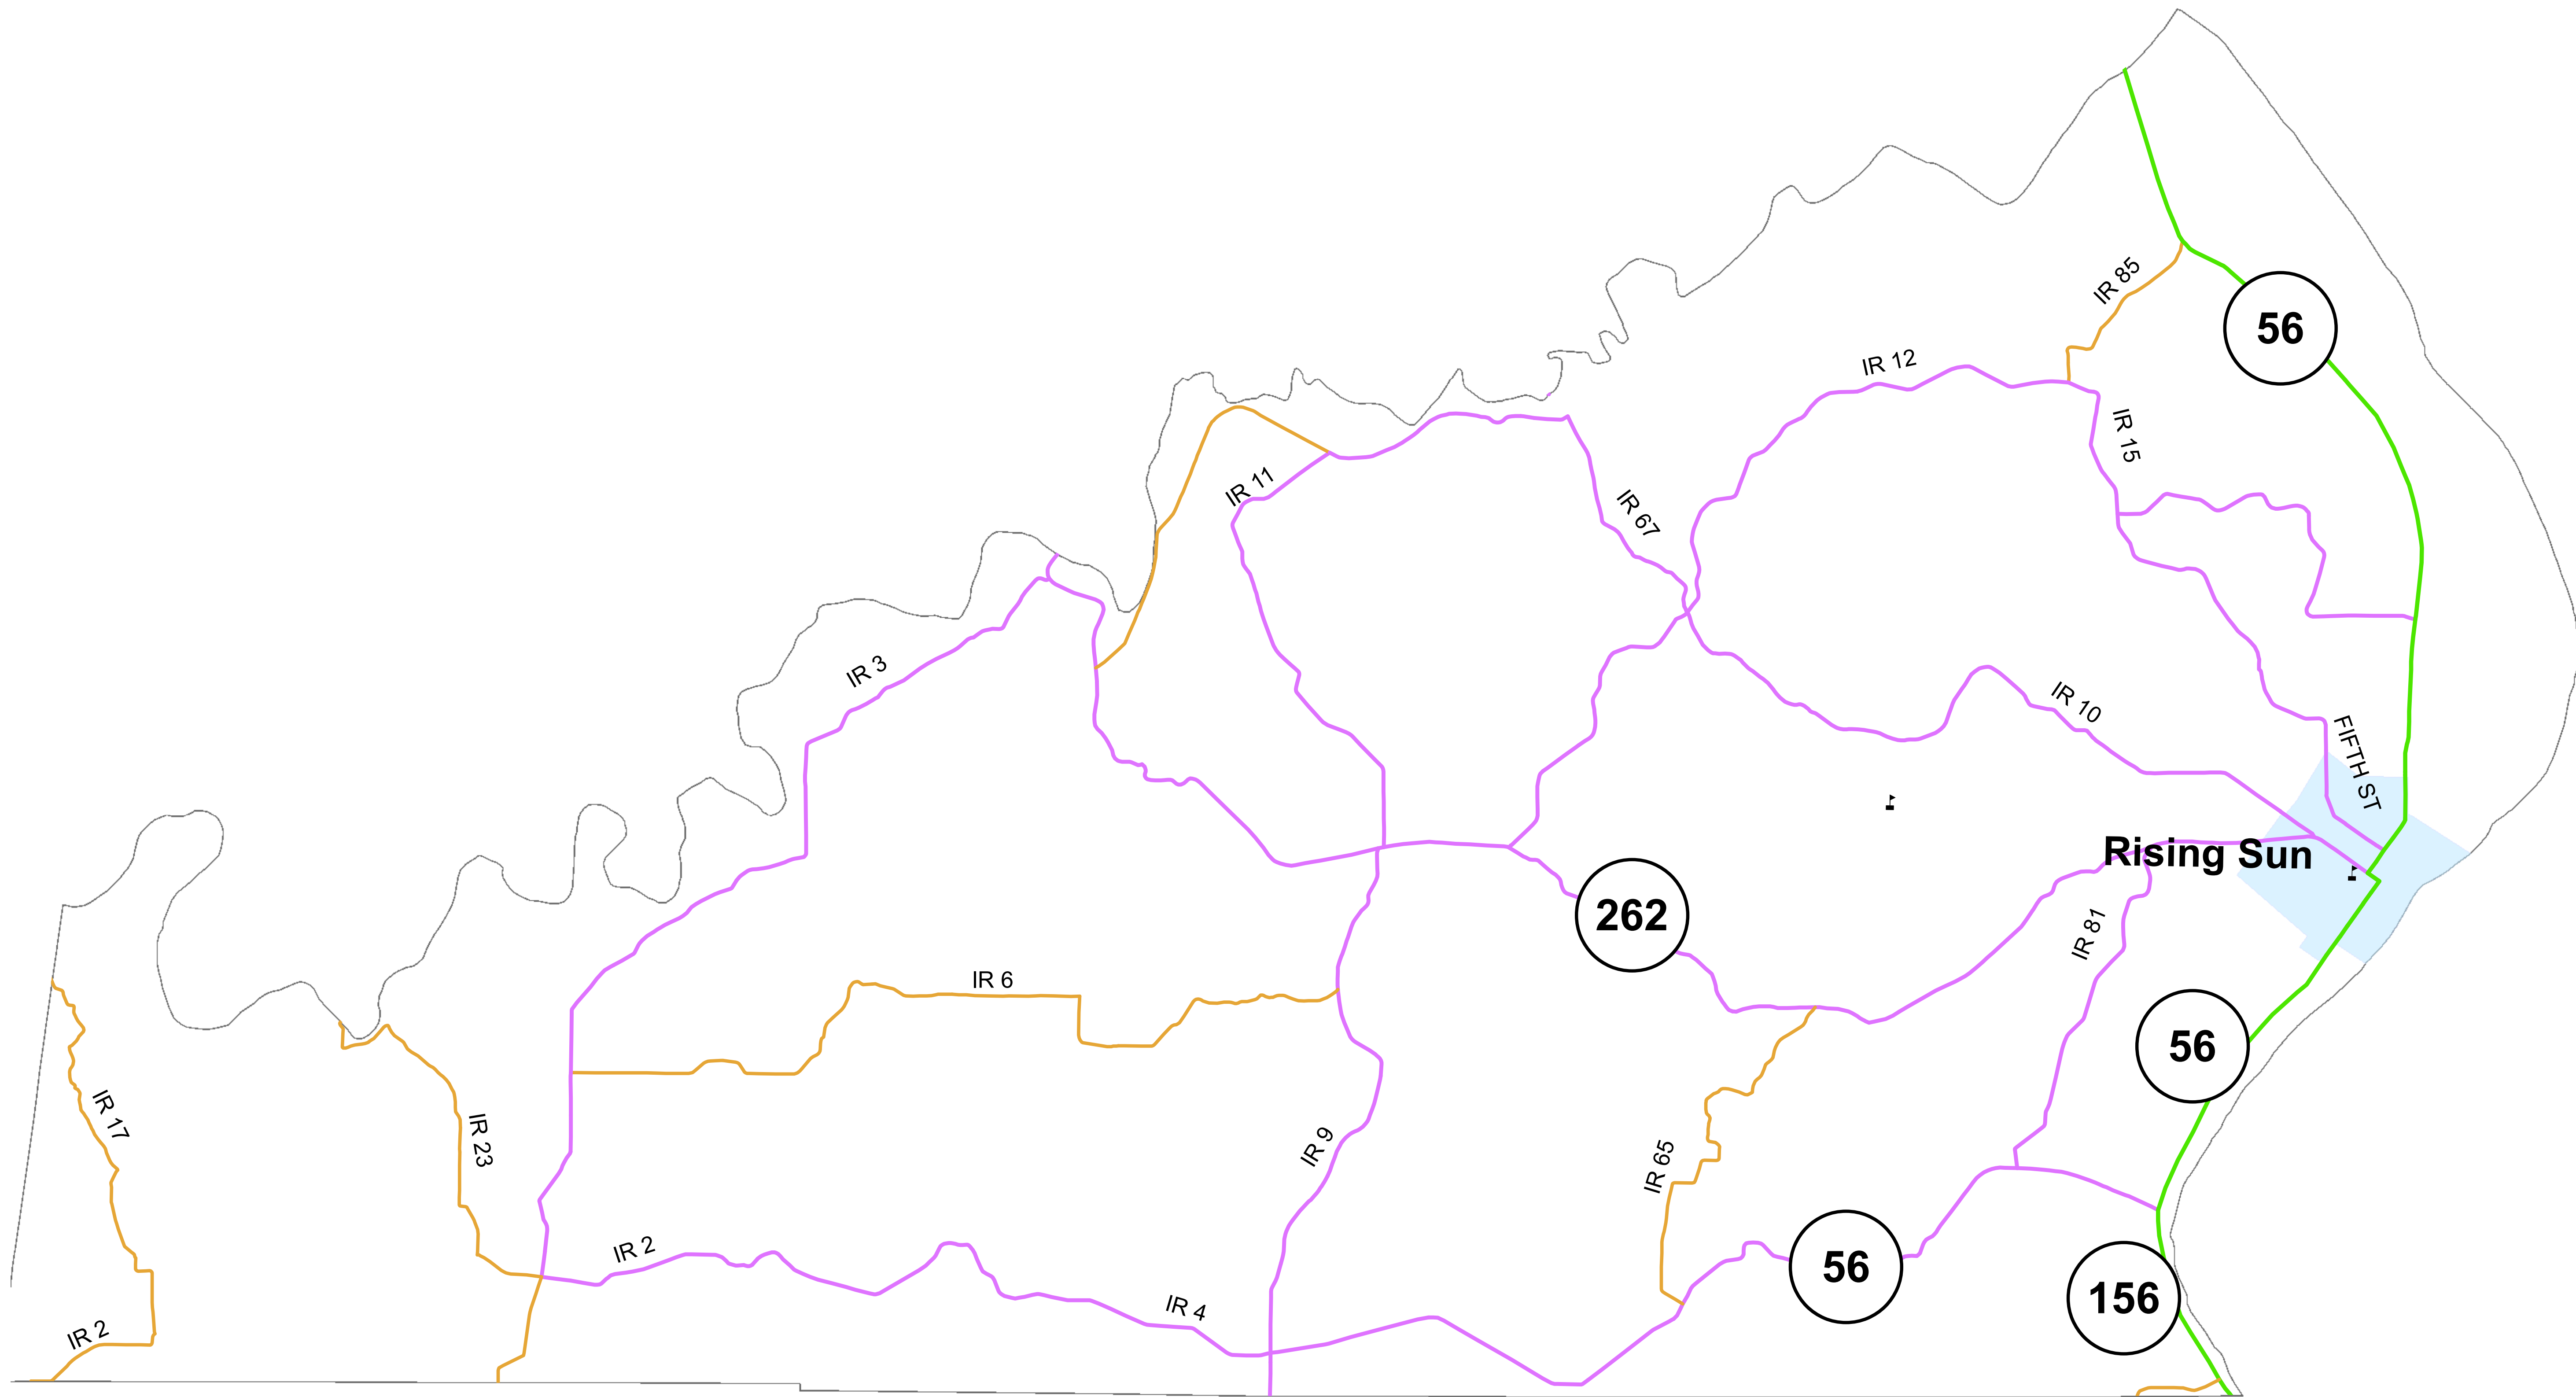 IR 85
56
IR 12
IR 15
IR 11
IR 67
IR 3
IR 10
FIFTH ST
Rising Sun
262
IR 81
IR 6
56
IR 17
IR 23
IR 9
IR 65
IR 2
56
156
IR 4
IR 2